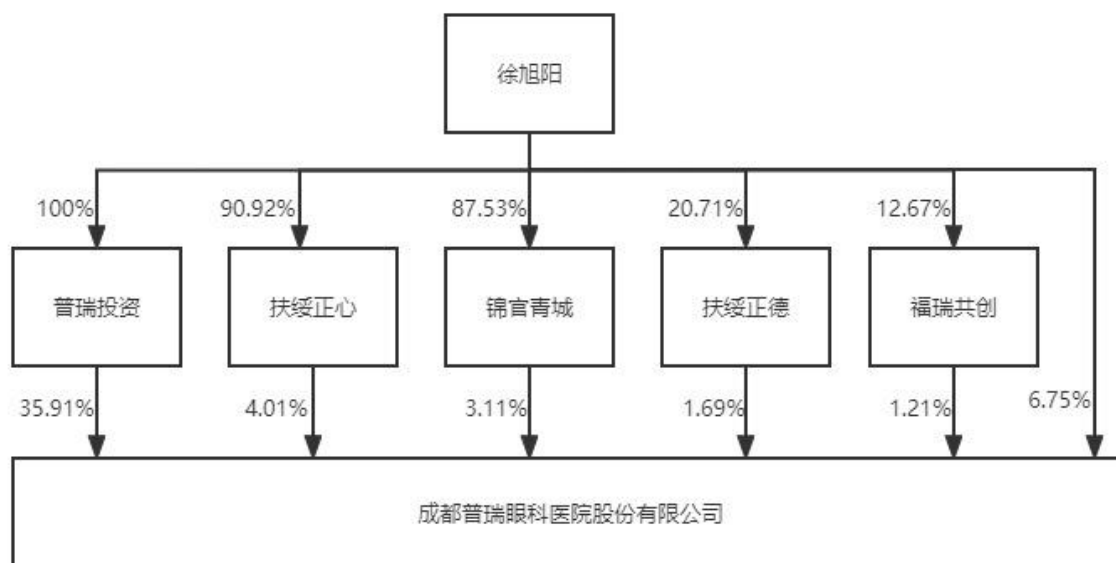 徐旭阳
100%
90.92%
87.53%
20.71%
12.67%
普瑞投资
扶绥正心
锦官青城
扶绥正德
福瑞共创
35.91%
4.01%
3.11%
1.69%
1.21%
6.75%
成都普瑞眼科医院股份有限公司